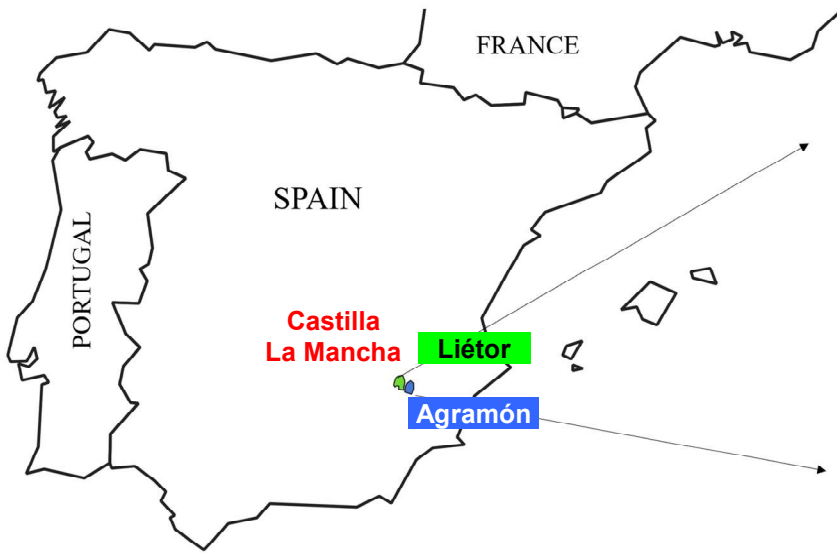 FRANCE
SPAIN
PORTUGAL
Castilla
La Mancha
Liétor
Agramón